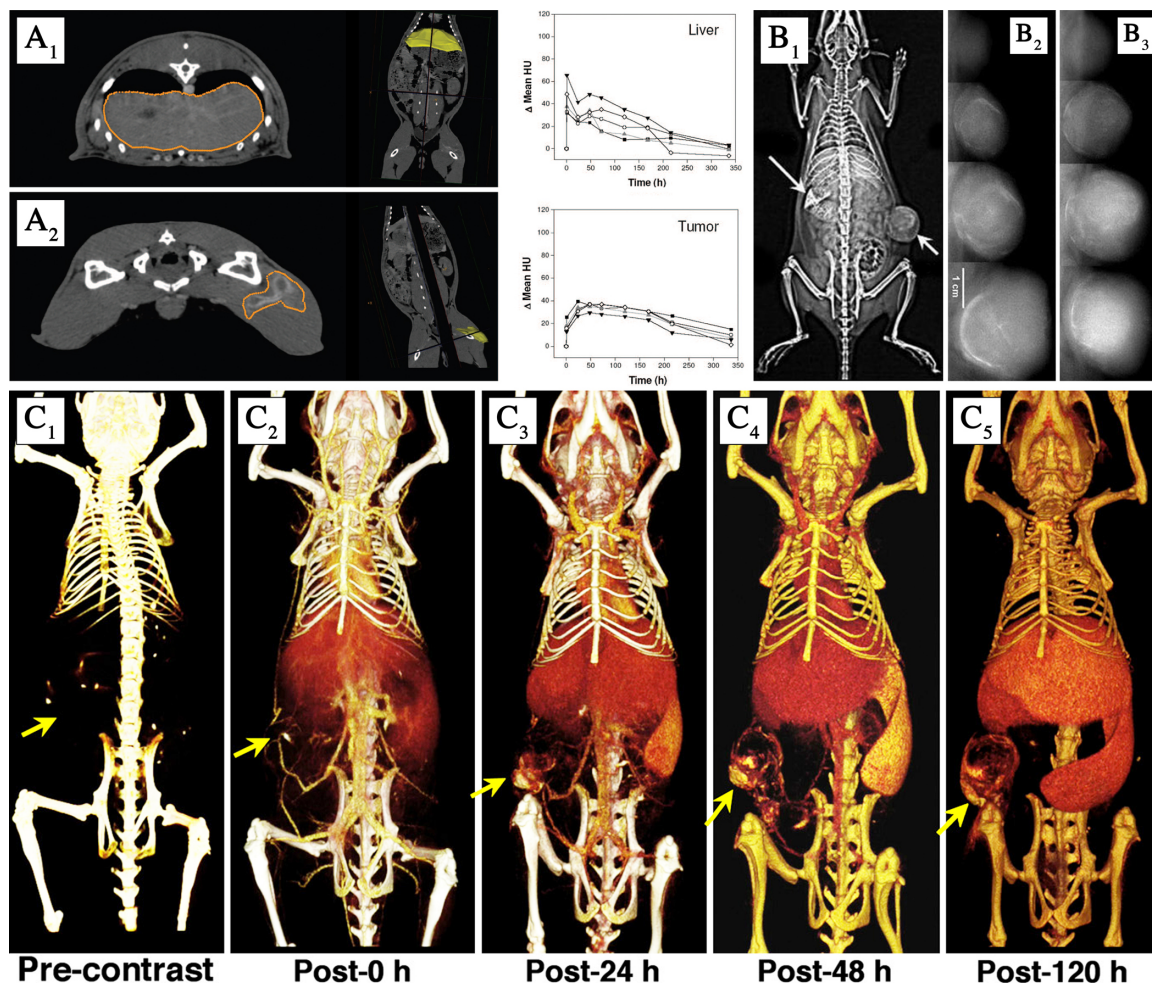 A1
A2
120
100
80
60
40
20
0
Δ Mean HU
Liver
0 50 100 150 200 250 300 350
Time (h)
120
100
80
60
40
20
0
Δ Mean HU
Tumor
0 50 100 150 200 250 300 350
Time (h)
B1
B2
B3
1 cm
C1
C2
C3
C4
C5
Pre-contrast
Post-0 h
Post-24 h
Post-48 h
Post-120 h